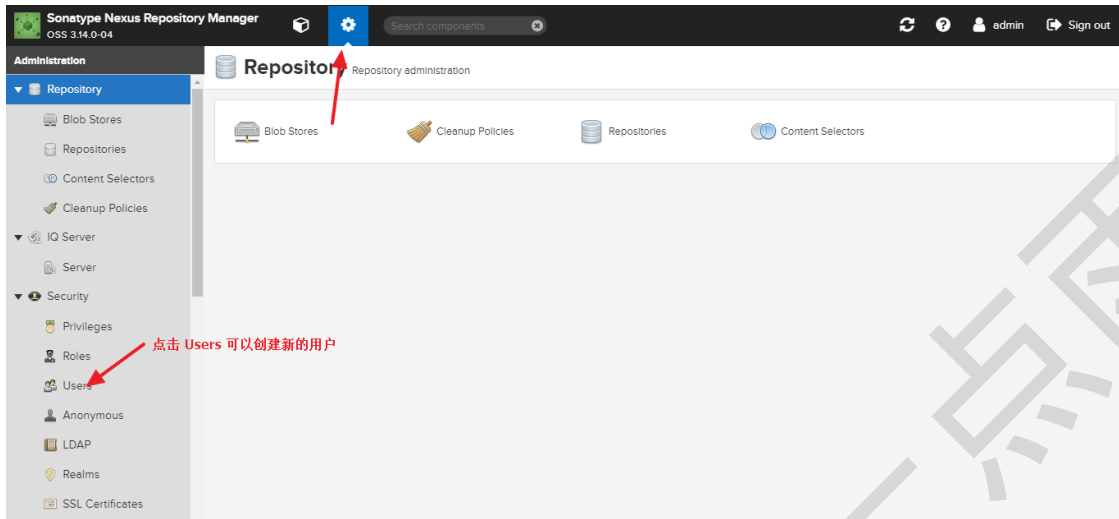 Sonatype Nexus Repository Manager
OSS 3.14.0-04
Search components
admin
Sign out
Administration
Repository Repository administration
Repository
Blob Stores
Repositories
Content Selectors
Cleanup Policies
IQ Server
Server
Security
Privileges
Roles
Users
Anonymous
LDAP
Realms
SSL Certificates
Blob Stores
Cleanup Policies
Repositories
Content Selectors
点击 Users 可以创建新的用户